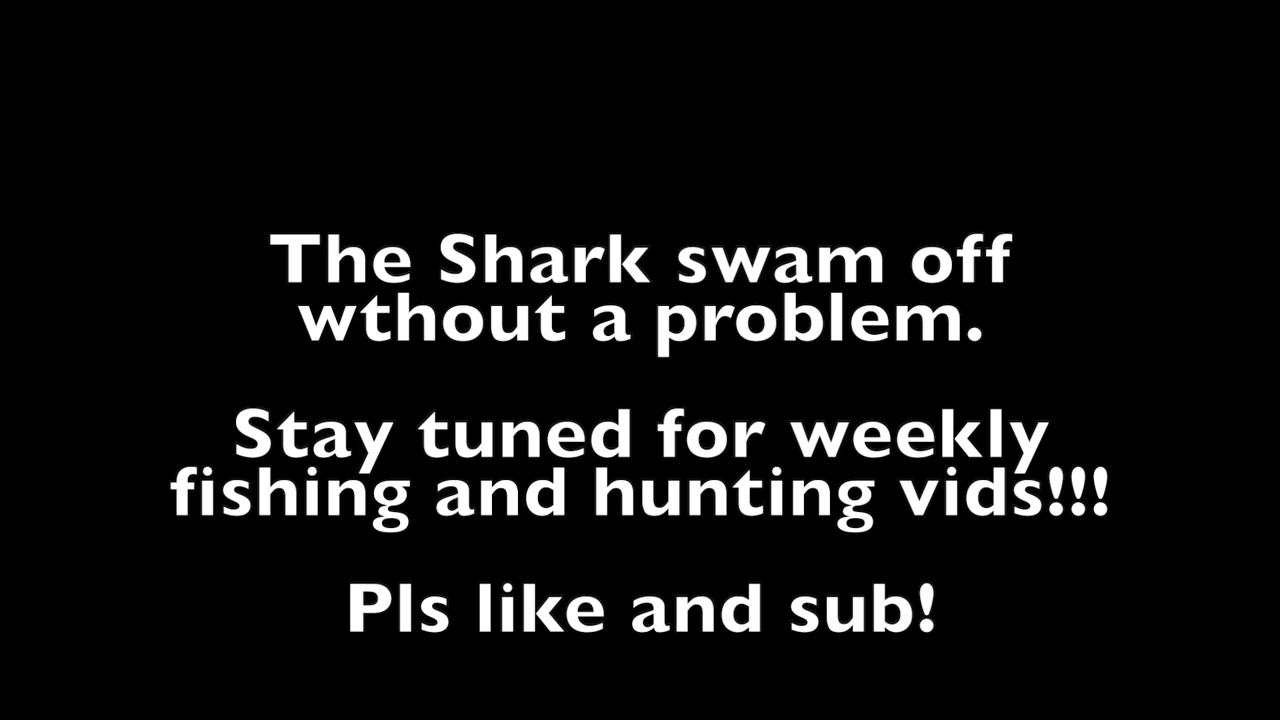 The Shark swam off
wthout a problem.
Stay tuned for weekly
fishing and hunting vids!!!
Pls like and sub!